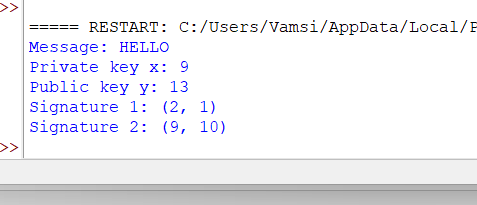 >>
===== RESTART: C:/Users/Vamsi/AppData/Local/P
Message: HELLO
Private key x: 9
Public key y: 13
Signature 1: (2, 1)
Signature 2: (9, 10)
>>